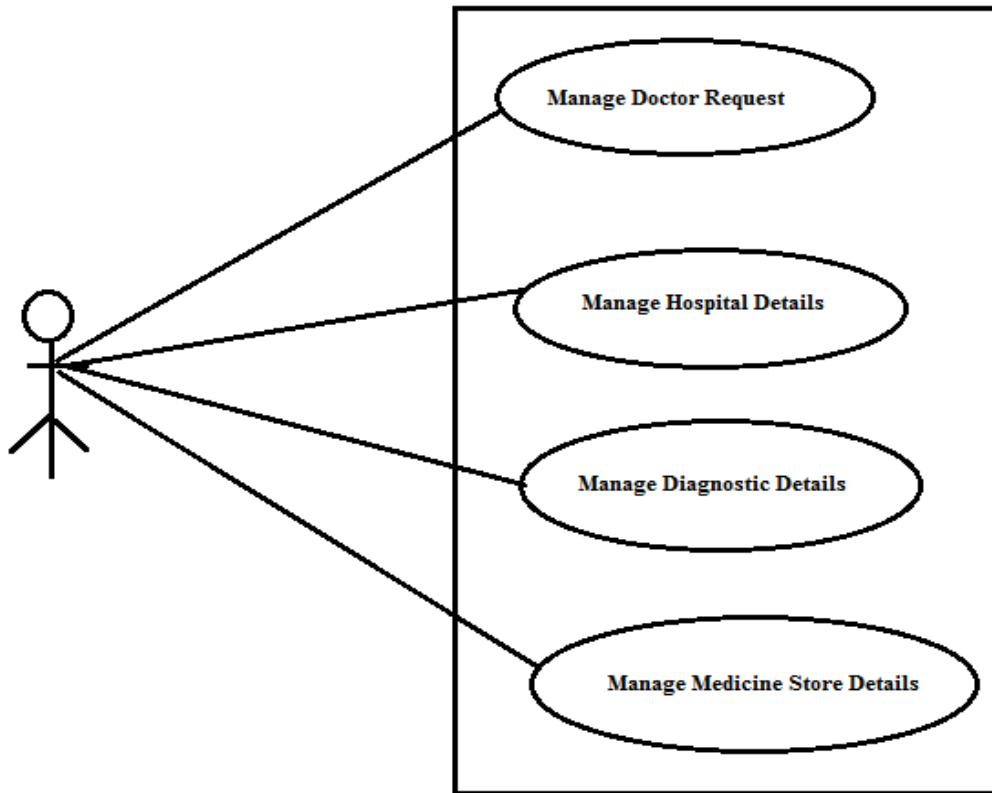 Manage Doctor Request
Manage Hospital Details
Manage Diagnostic Details
Manage Medicine Store Details